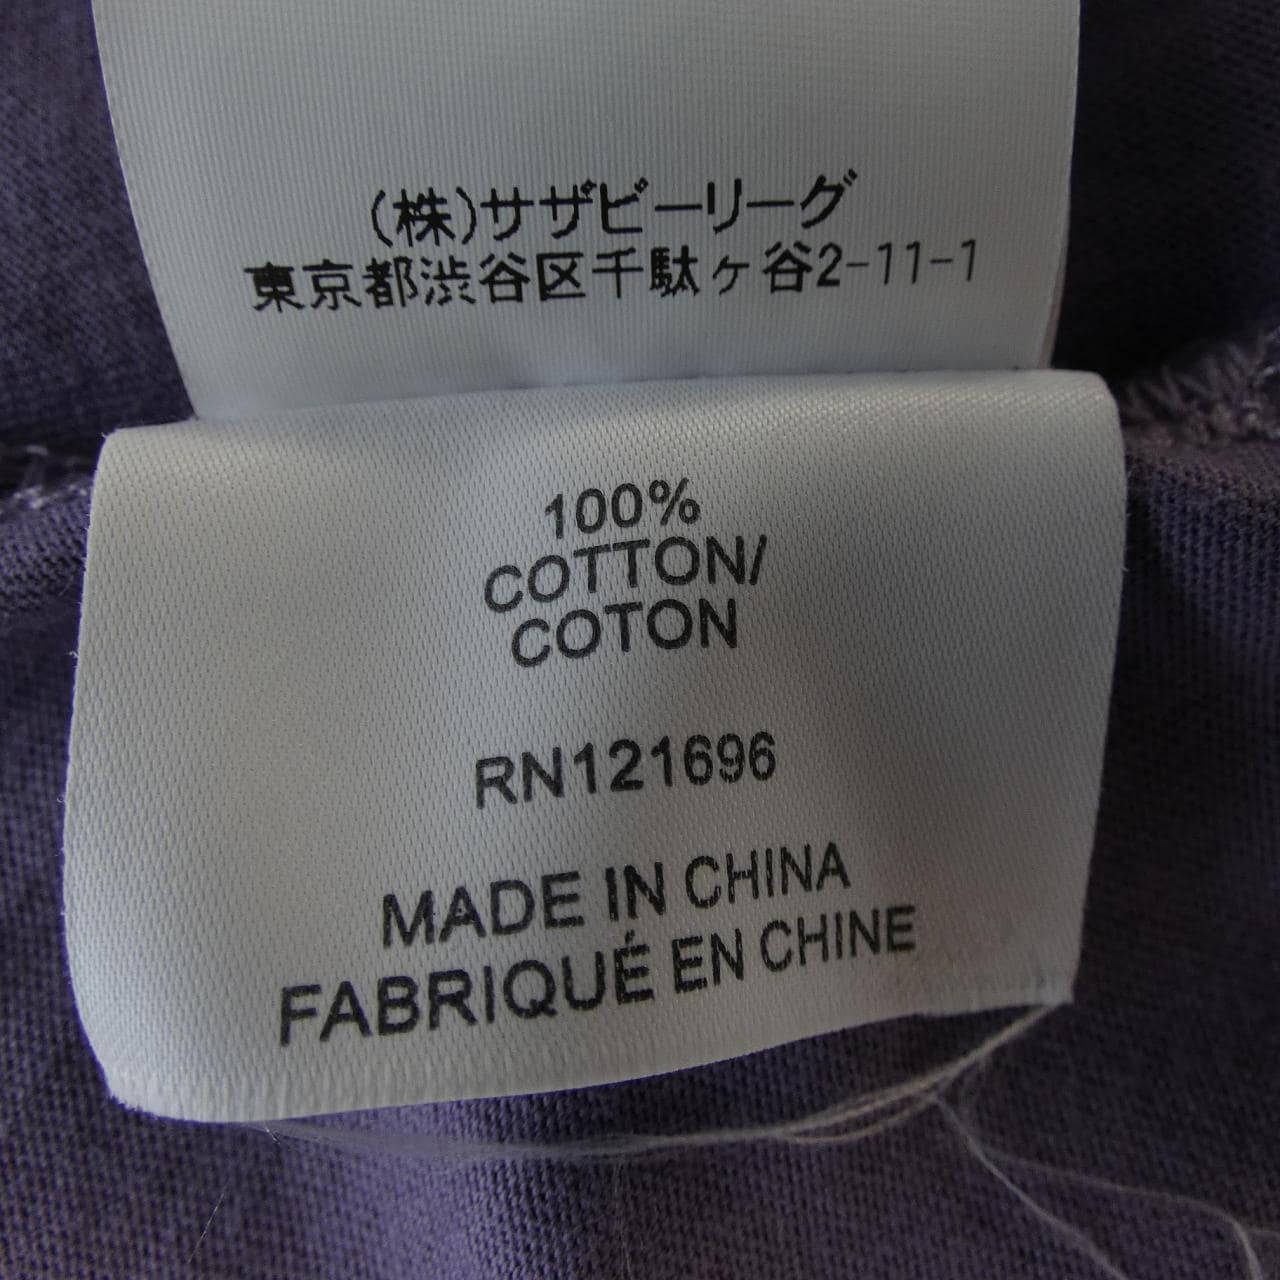 (株)サザビーリーグ
東京都渋谷区千駄ヶ谷2-11-1
100%
COTTON/
COTON
RN121696
MADE IN CHINA
FABRIQUÉ EN CHINE